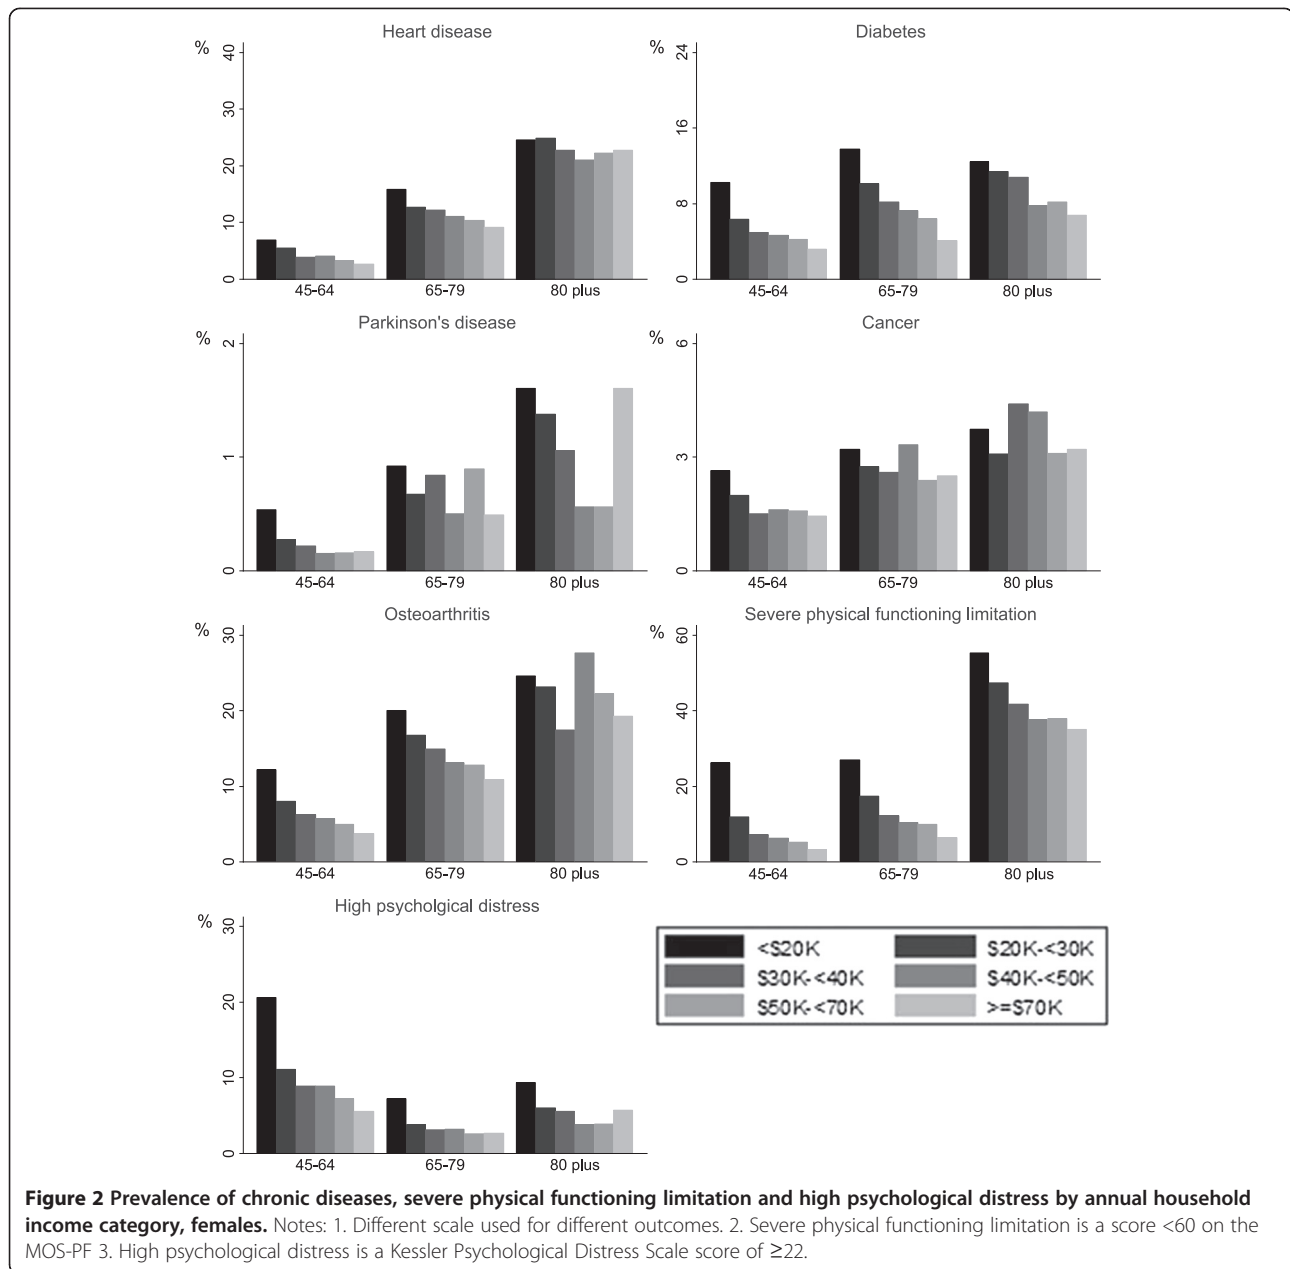 Heart disease
%
40
30
20
10
0
45-64 65-79 80 plus
Diabetes
%
24
16
8
0
45-64 65-79 80 plus
Parkinson's disease
%
2
1
0
45-64 65-79 80 plus
Cancer
%
6
3
0
45-64 65-79 80 plus
Osteoarthritis
%
30
20
10
0
45-64 65-79 80 plus
Severe physical functioning limitation
%
60
40
20
0
45-64 65-79 80 plus
High psycholgical distress
%
30
20
10
0
45-64 65-79 80 plus
<$20K $20K-<30K
$30K-<40K $40K-<50K
$50K-<70K >=$70K
Figure 2 Prevalence of chronic diseases, severe physical functioning limitation and high psychological distress by annual household
income category, females. Notes: 1. Different scale used for different outcomes. 2. Severe physical functioning limitation is a score <60 on the
MOS-PF 3. High psychological distress is a Kessler Psychological Distress Scale score of ≥22.